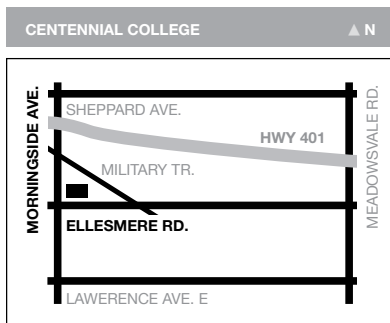 CENTENNIAL COLLEGE
N
MORNINGSIDE AVE.
SHEPPARD AVE.
HWY 401
MILITARY TR.
MEADOWSVALE RD.
ELLESMERE RD.
LAWERENCE AVE. E